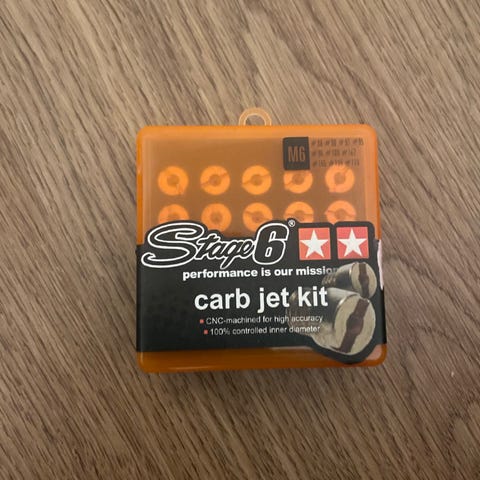 M6
Stage6®
performance is our mission
carb jet kit
CNC-machined for high accuracy
100% controlled inner diameter